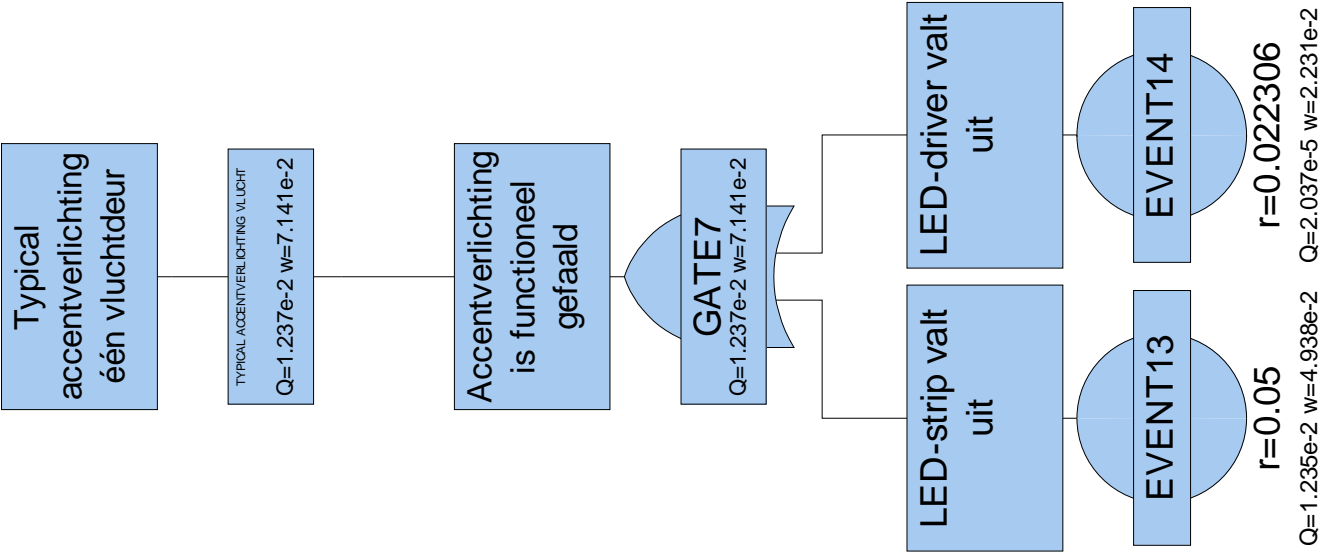 Typical
accentverlichting
één vluchtdeur
TYPICAL ACCENTVERLICHTING VLUCHT
Q=1.237e-2 w=7.141e-2
Accentverlichting
is functioneel
gefaald
GATE7
Q=1.237e-2 w=7.141e-2
LED-strip valt
uit
EVENT13
r=0.05
Q=1.235e-2 w=4.938e-2
LED-driver valt
uit
EVENT14
r=0.022306
Q=2.037e-5 w=2.231e-2